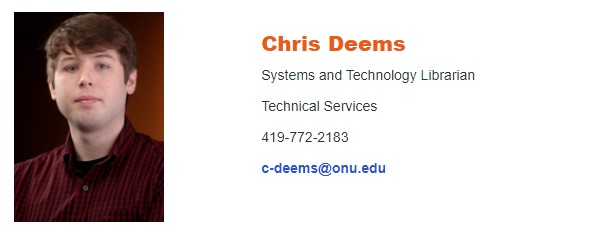 Chris Deems
Systems and Technology Librarian
Technical Services
419-772-2183
c-deems@onu.edu